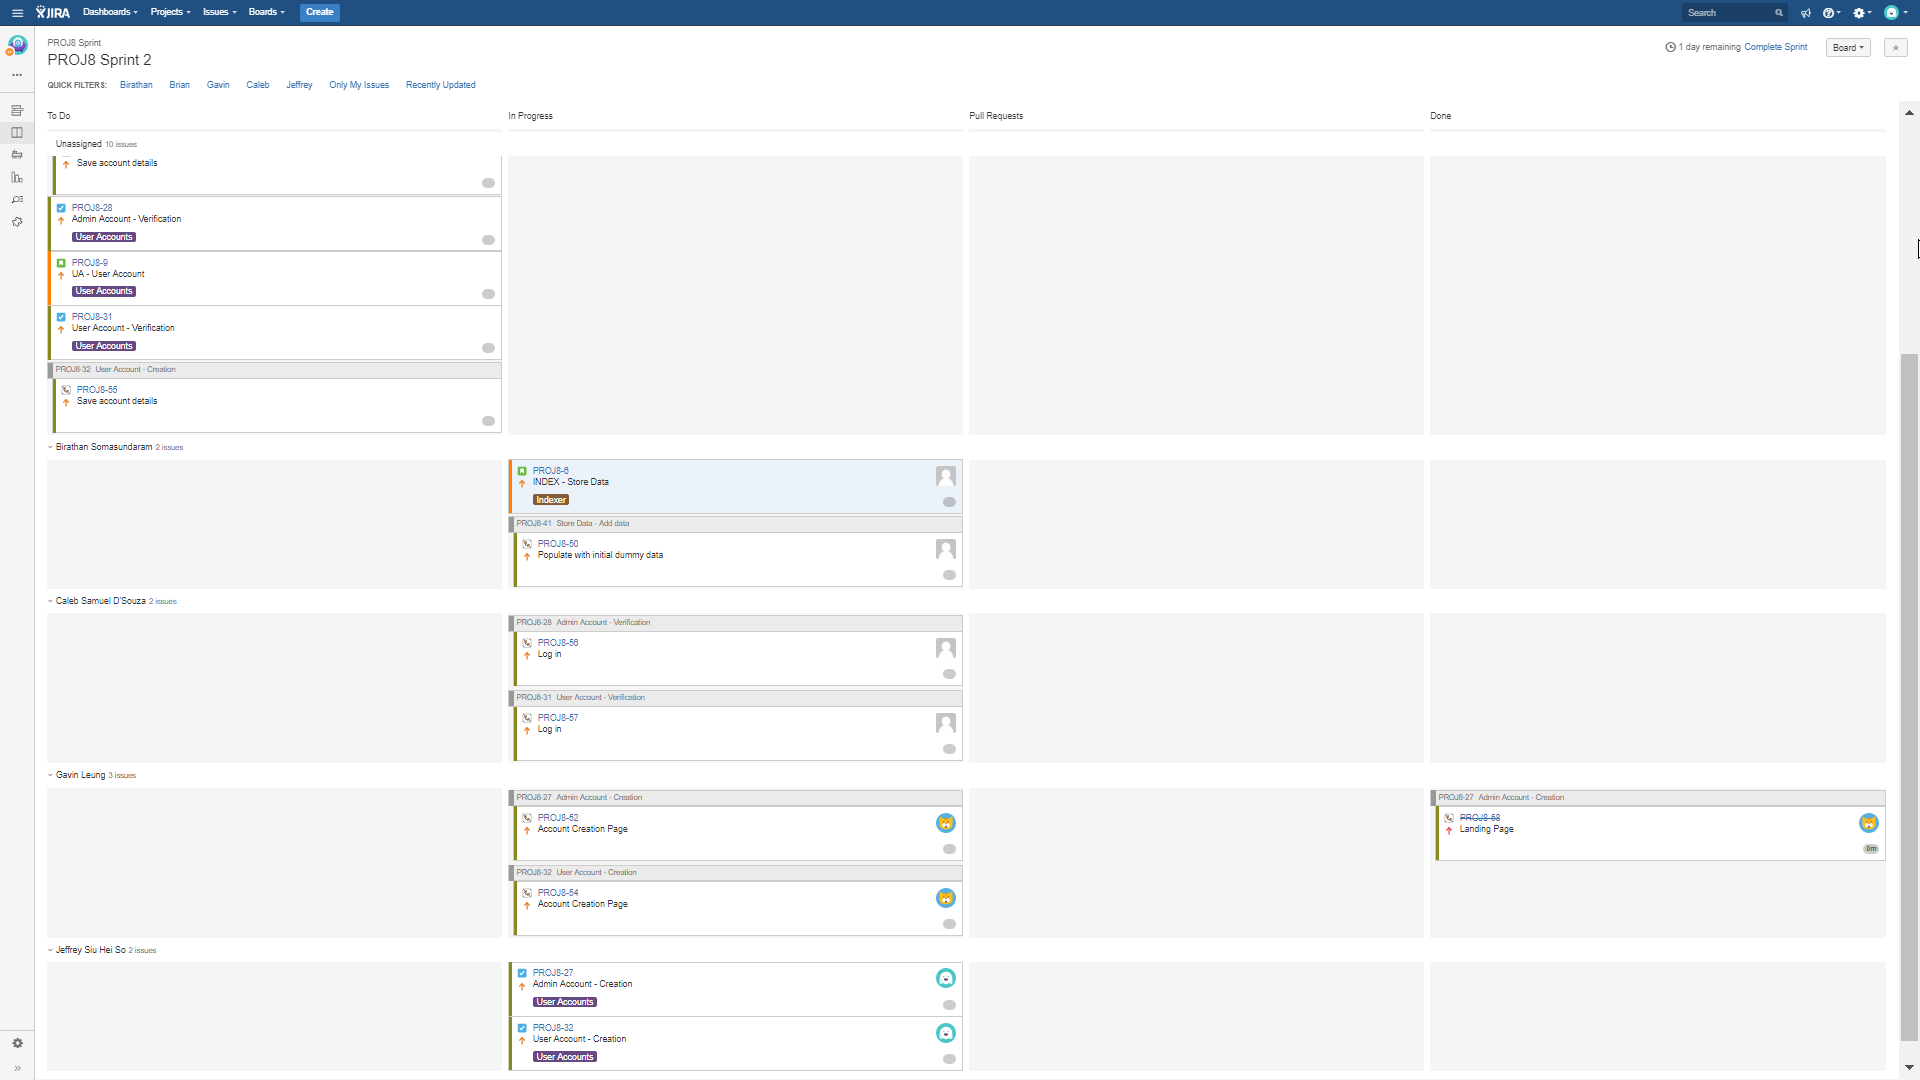 JIRA Dashboards Projects Issues Boards Create Search
PROJ8 Sprint
PROJ8 Sprint 2
1 day remaining Complete Sprint Board
QUICK FILTERS: Birathan Brian Gavin Caleb Jeffrey Only My Issues Recently Updated
To Do In Progress Pull Requests Done
Unassigned 10 issues
Save account details
PROJ8-28
Admin Account - Verification
User Accounts
PROJ8-9
UA - User Account
User Accounts
PROJ8-31
User Account - Verification
User Accounts
PROJ8-32 User Account - Creation
PROJ8-55
Save account details
Birathan Somasundaram 2 issues
PROJ8-6
INDEX - Store Data
Indexer
PROJ8-41 Store Data - Add data
PROJ8-50
Populate with initial dummy data
Caleb Samuel D'Souza 2 issues
PROJ8-28 Admin Account - Verification
PROJ8-56
Log in
PROJ8-31 User Account - Verification
PROJ8-57
Log in
Gavin Leung 3 issues
PROJ8-27 Admin Account - Creation
PROJ8-52
Account Creation Page
PROJ8-32 User Account - Creation
PROJ8-54
Account Creation Page
PROJ8-27 Admin Account - Creation
PROJ8-58
Landing Page
0m
Jeffrey Siu Hei So 2 issues
PROJ8-27
Admin Account - Creation
User Accounts
PROJ8-32
User Account - Creation
User Accounts